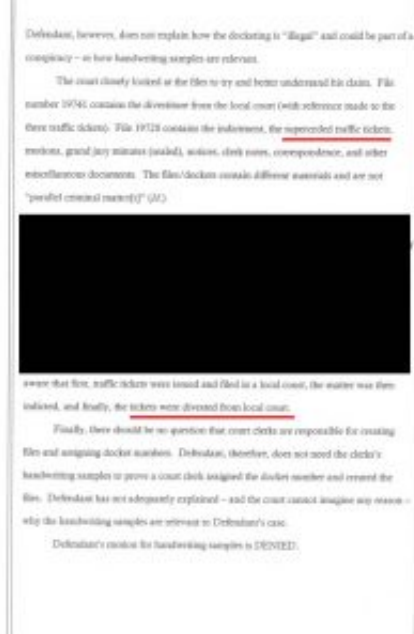 Defendant, however, does not explain how the docketing is "illegal" and could be part of a
conspiracy – or how handwriting samples are relevant.
The court closely looked at the files to try and better understand his claim. File
number 19741 contains the divestiture from the local court (with reference made to the
three traffic tickets). File 19728 contains the indictment, the superceded traffic tickets,
motions, grand jury minutes (sealed), notices, clerk notes, correspondence, and other
miscellaneous documents. The files/dockets contain different materials and are not
"parallel criminal matter[s]" (Id.)
aware that first, traffic tickets were issued and filed in a local court, the matter was then
indicted, and finally, the tickets were divested from local court.
Finally, there should be no question that court clerks are responsible for creating
files and assigning docket numbers. Defendant, therefore, does not need the clerk's
handwriting samples to prove a court clerk assigned the docket number and created the
files. Defendant has not adequately explained – and the court cannot imagine any reason –
why the handwriting samples are relevant to Defendant's case.
Defendant's motion for handwriting samples is DENIED.